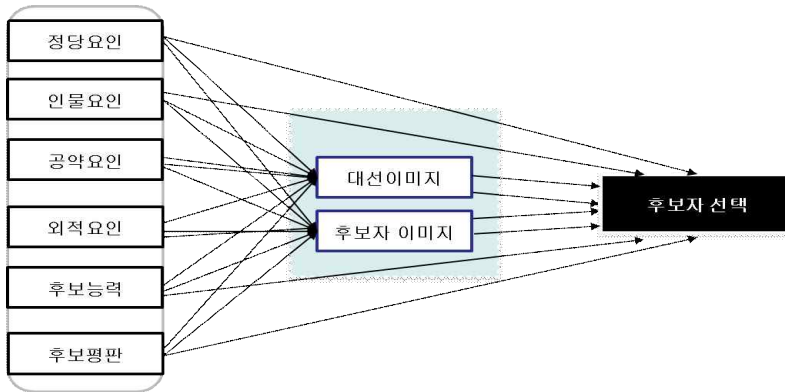 정당요인
인물요인
공약요인
외적요인
후보능력
후보평판
대선이미지
후보자 이미지
후보자 선택